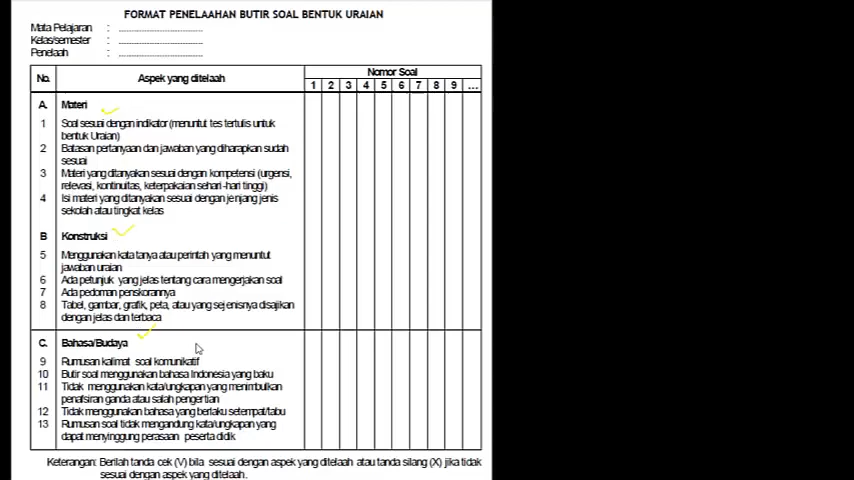 FORMAT PENELAAHAN BUTIR SOAL BENTUK URAIAN
Mata Pelajaran : ..............................
Kelas/semester : ..............................
Penelaah : ..............................
No. Aspek yang ditelaah Nomor Soal
1 2 3 4 5 6 7 8 9 ...
A. Materi
1 Soal sesuai dengan indikator (menuntut tes tertulis untuk
bentuk Uraian)
2 Batasan pertanyaan dan jawaban yang diharapkan sudah
sesuai
3 Materi yang ditanyakan sesuai dengan kompetensi (urgensi,
relevasi, kontinuitas, keterpakaian sehari-hari tinggi)
4 Isi materi yang ditanyakan sesuai dengan jenjang jenis
sekolah atau tingkat kelas
B Konstruksi
5 Menggunakan kata tanya atau perintah yang menuntut
jawaban uraian
6 Ada petunjuk yang jelas tentang cara mengerjakan soal
7 Ada pedoman penskorannya
8 Tabel, gambar, grafik, peta, atau yang sejenisnya disajikan
dengan jelas dan terbaca
C. Bahasa/Budaya
9 Rumusan kalimat soal komunikatif
10 Butir soal menggunakan bahasa Indonesia yang baku
11 Tidak menggunakan kata/ungkapan yang menimbulkan
penafsiran ganda atau salah pengertian
12 Tidak menggunakan bahasa yang berlaku setempat/tabu
13 Rumusan soal tidak mengandung kata/ungkapan yang
dapat menyinggung perasaan peserta didik
Keterangan: Berilah tanda cek (V) bila sesuai dengan aspek yang ditelaah atau tanda silang (X) jika tidak
sesuai dengan aspek yang ditelaah.